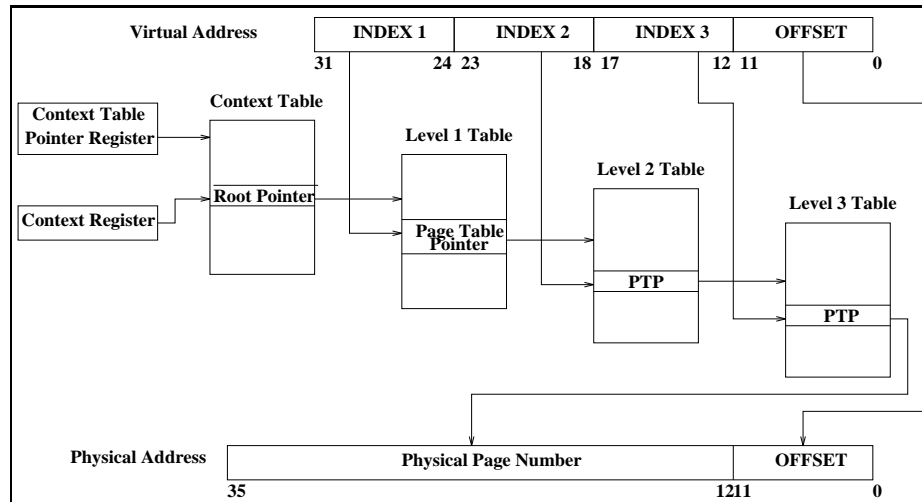 Virtual Address INDEX 1 INDEX 2 INDEX 3 OFFSET
31 24 23 18 17 12 11 0
Context Table
Context Table
Pointer Register
Level 1 Table
Level 2 Table
Root Pointer
Context Register
Level 3 Table
Page Table
Pointer
PTP
PTP
Physical Address Physical Page Number OFFSET
35 12 11 0